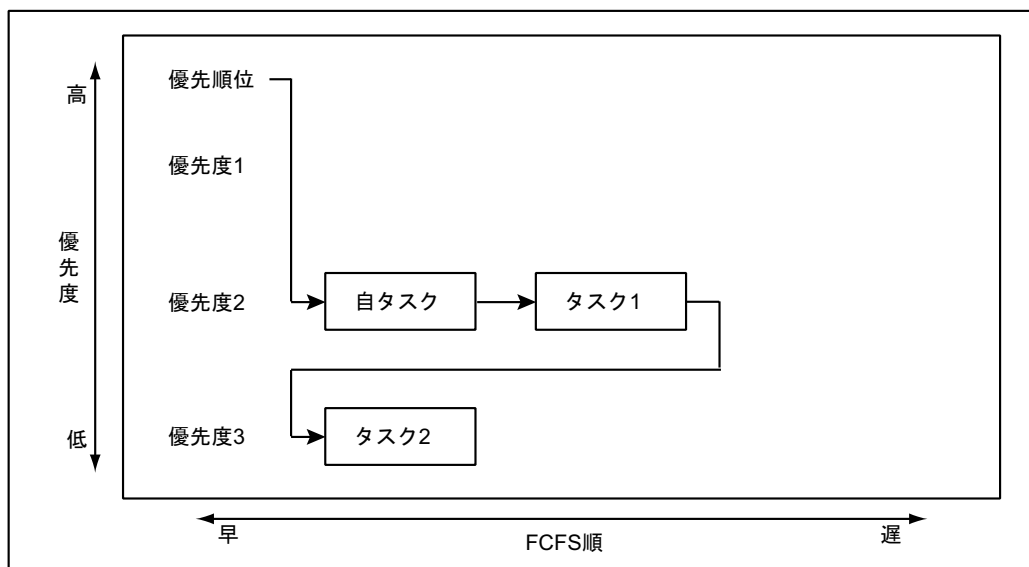 高
優先度
低
優先順位
優先度1
優先度2
自タスク
タスク1
優先度3
タスク2
早
FCFS順
遅